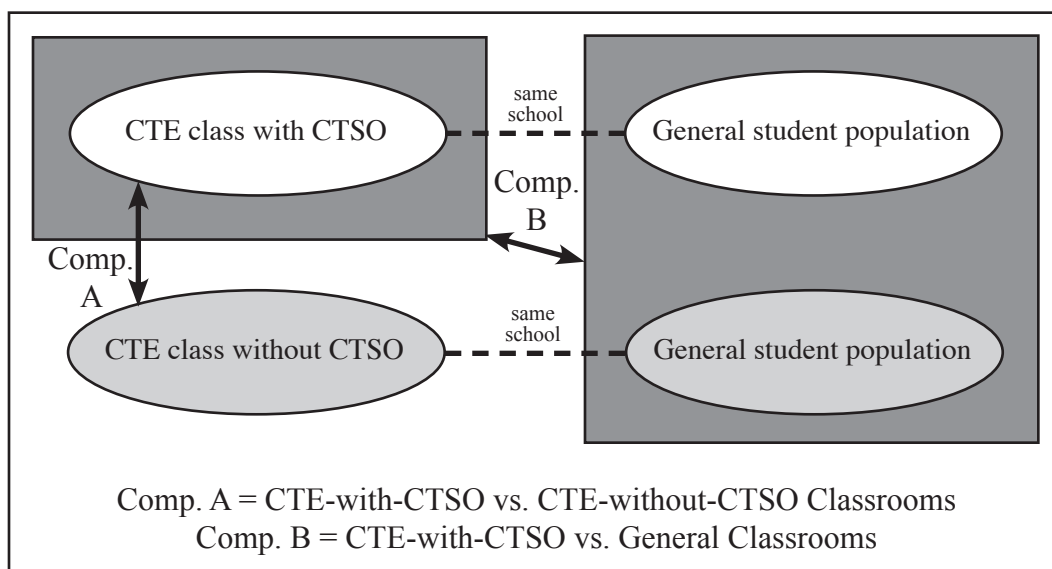 CTE class with CTSO
same
school
General student population
Comp.
B
Comp.
A
CTE class without CTSO
same
school
General student population
Comp. A = CTE-with-CTSO vs. CTE-without-CTSO Classrooms
Comp. B = CTE-with-CTSO vs. General Classrooms